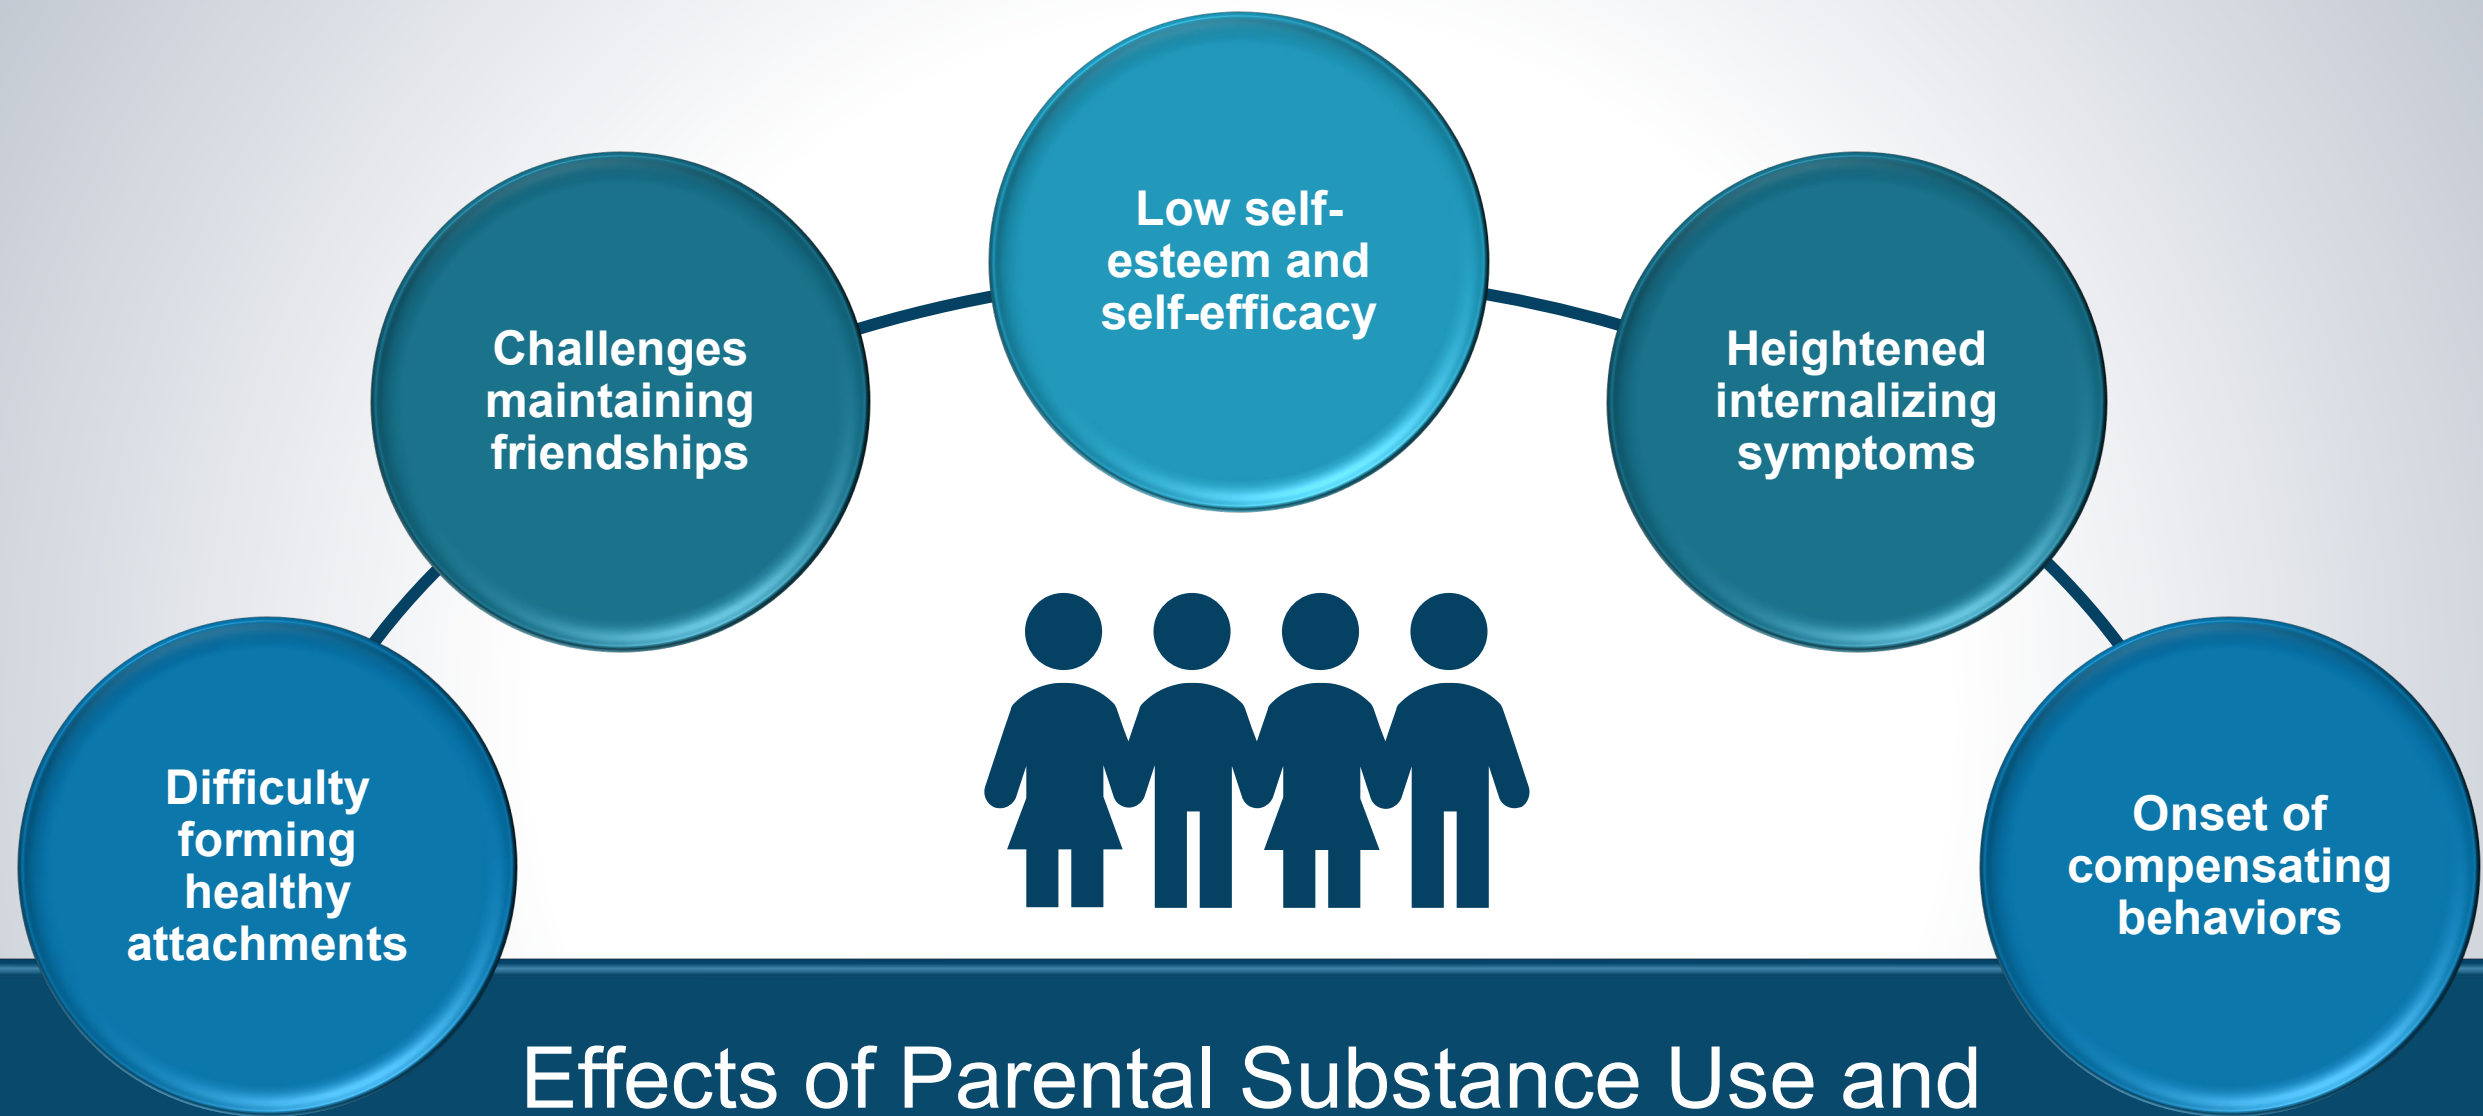 Low self-
esteem and
self-efficacy
Challenges
maintaining
friendships
Heightened
internalizing
symptoms
Difficulty
forming
healthy
attachments
Onset of
compensating
behaviors
Effects of Parental Substance Use and